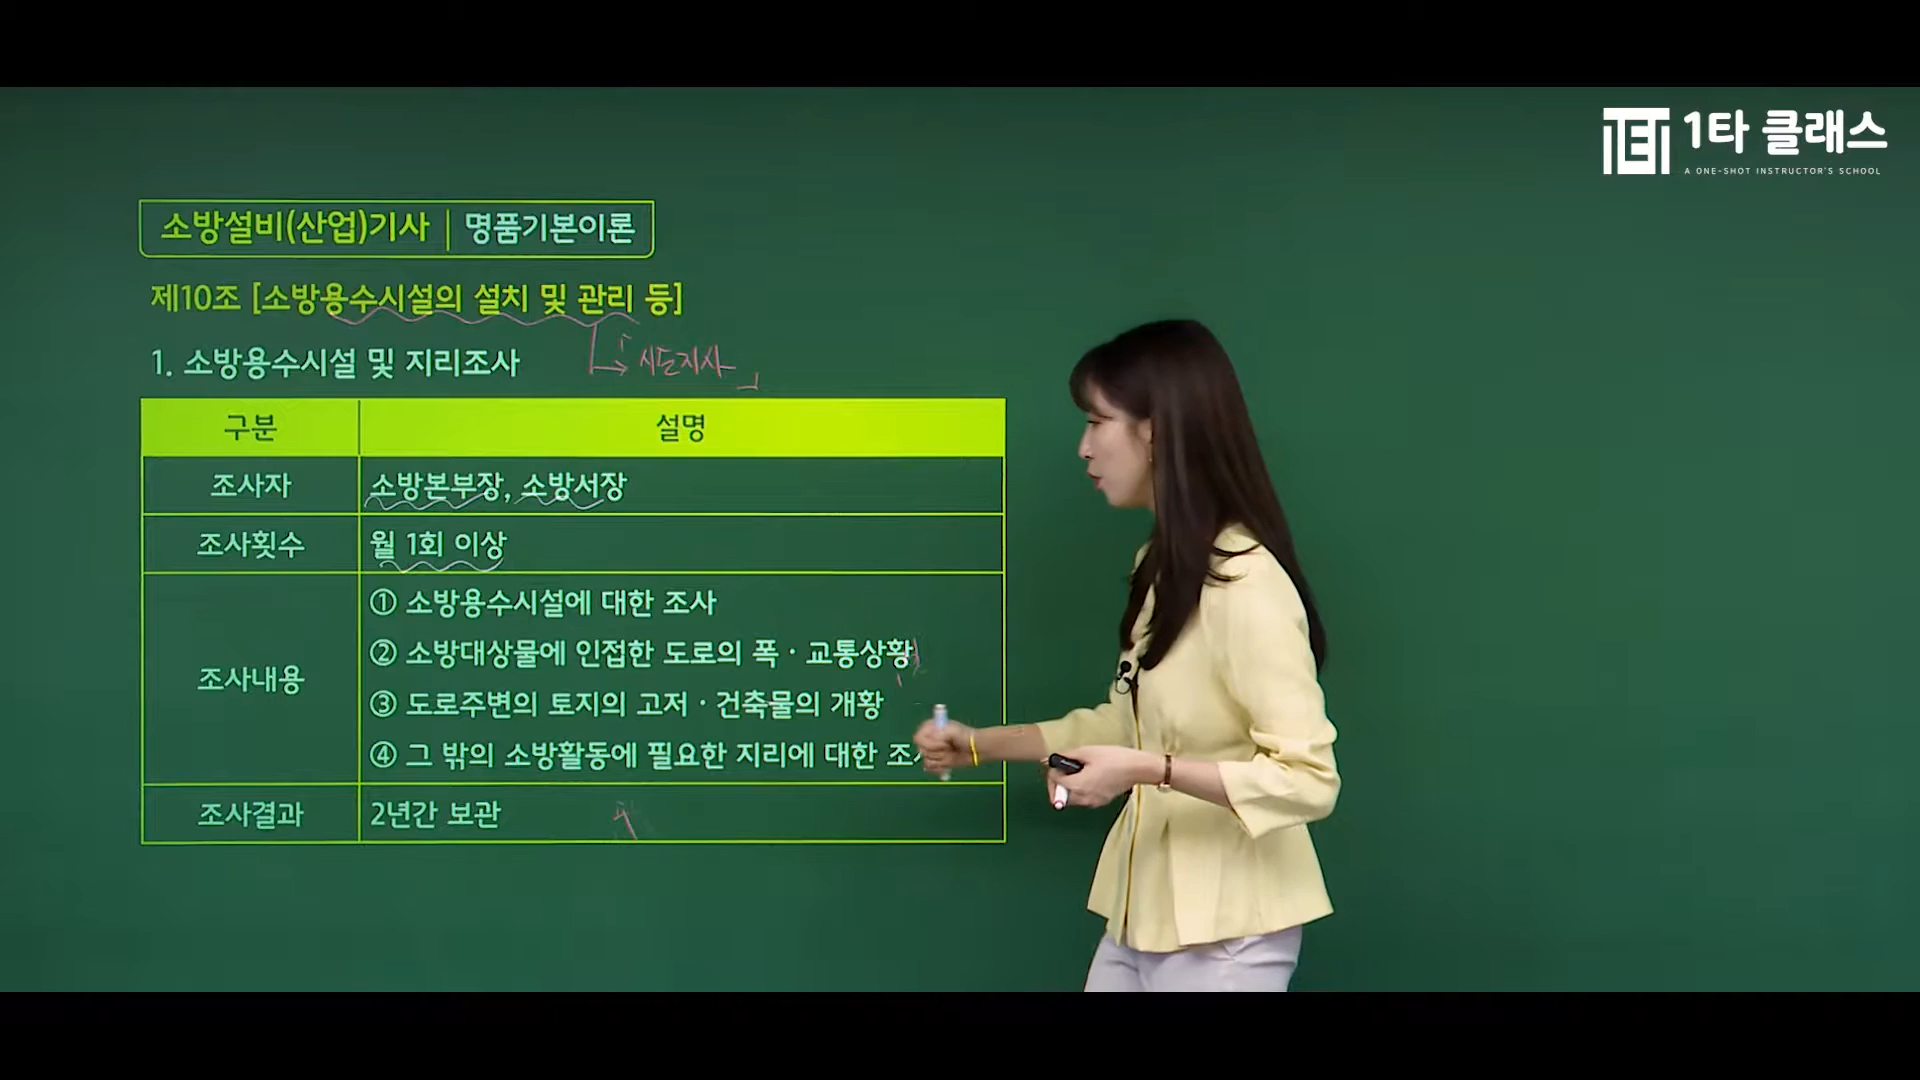 1타 클래스
A ONE-SHOT INSTRUCTOR'S SCHOOL
소방설비(산업)기사 | 명품기본이론
제10조 [소방용수시설의 설치 및 관리 등]
1. 소방용수시설 및 지리조사
시도지사
구분 설명
조사자 소방본부장, 소방서장
조사횟수 월 1회 이상
조사내용
① 소방용수시설에 대한 조사
② 소방대상물에 인접한 도로의 폭 · 교통상황
③ 도로주변의 토지의 고저 · 건축물의 개황
④ 그 밖의 소방활동에 필요한 지리에 대한
조사결과 2년간 보관